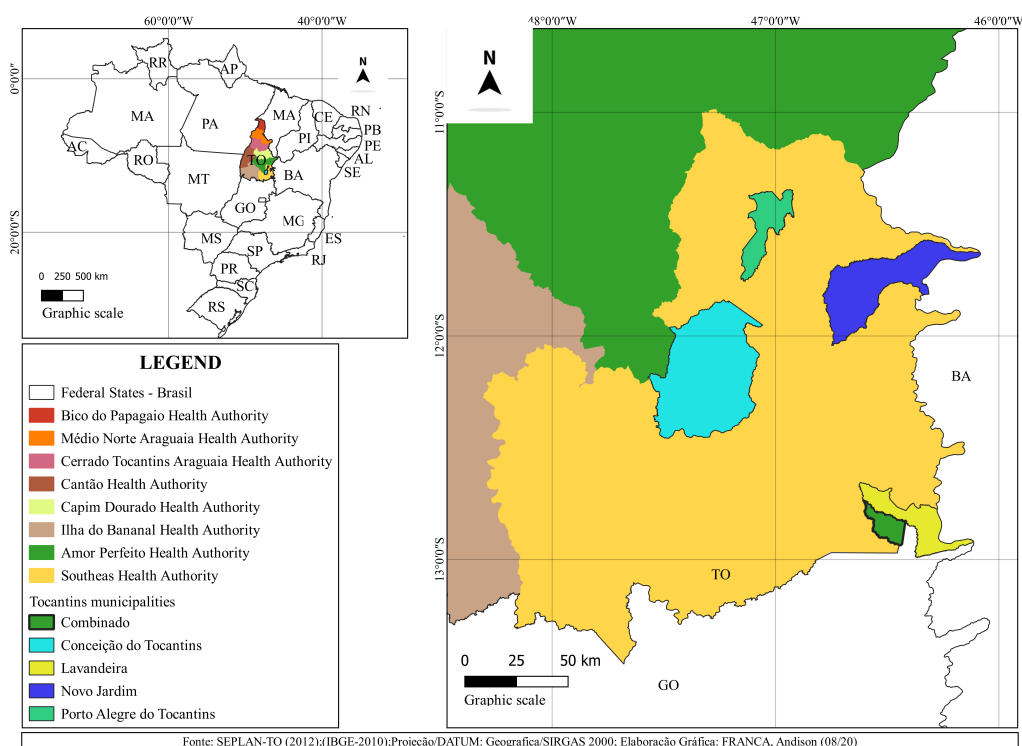 60°0'0"W 40°0'0"W
0°0'0"
20°0'0"S
N
RR
AP
MA
PA
MA
CE
RN
PB
PE
AL
SE
PI
AC
RO
TO
MT
BA
GO
MG
MS
SP
ES
RJ
PR
SC
RS
0 250 500 km
Graphic scale
LEGEND
Federal States - Brasil
Bico do Papagaio Health Authority
Médio Norte Araguaia Health Authority
Cerrado Tocantins Araguaia Health Authority
Cantão Health Authority
Capim Dourado Health Authority
Ilha do Bananal Health Authority
Amor Perfeito Health Authority
Southeas Health Authority
Tocantins municipalities
Combinado
Conceição do Tocantins
Lavandeira
Novo Jardim
Porto Alegre do Tocantins
48°0'0"W 47°0'0"W 46°0'0"W
N
11°0'0"S
12°0'0"S
13°0'0"S
BA
TO
GO
0 25 50 km
Graphic scale
Fonte: SEPLAN-TO (2012);(IBGE-2010);Projeção/DATUM: Geografica/SIRGAS 2000; Elaboração Gráfica: FRANCA, Andison (08/20)